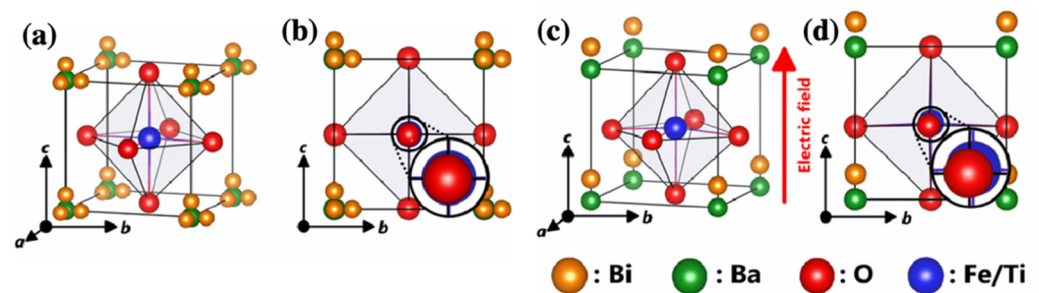 (a)
(b)
(c)
(d)
Electric field
c
b
a
c
b
c
b
a
c
b
: Bi
: Ba
: O
: Fe/Ti